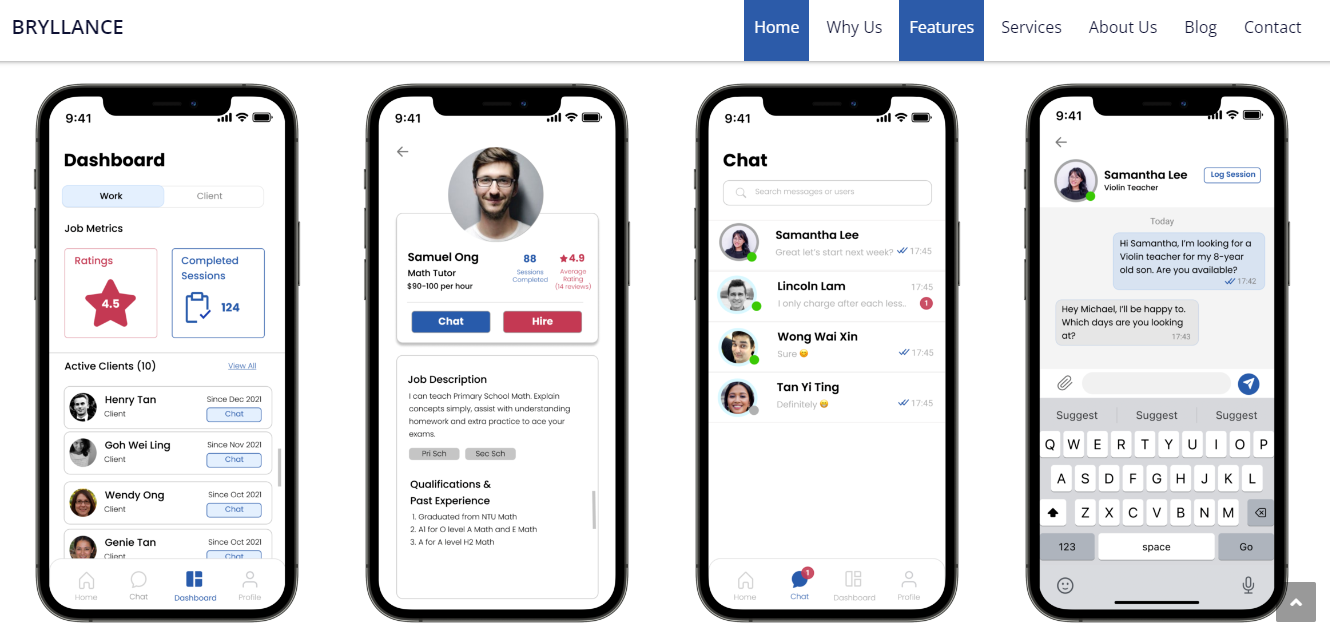 BRYLLANCE
Home Why Us Features Services About Us Blog Contact
9:41
Dashboard
Work Client
Job Metrics
Ratings
4.5
Completed
Sessions
124
Active Clients (10) View All
Henry Tan Since Dec 2021
Client Chat
Goh Wei Ling Since Nov 2021
Client Chat
Wendy Ong Since Oct 2021
Client Chat
Genie Tan Since Oct 2021
Client Chat
Home Chat Dashboard Profile
9:41
Samuel Ong
Math Tutor
$90-100 per hour
88
Sessions
Completed
4.9
Average
Rating
(14 reviews)
Chat Hire
Job Description
I can teach Primary School Math. Explain
concepts simply, assist with understanding
homework and extra practice to ace your
exams.
Pri Sch Sec Sch
Qualifications &
Past Experience
1. Graduated from NTU Math
2. A1 for O level A Math and E Math
3. A for A level H2 Math
9:41
Chat
Search messages or users
Samantha Lee
Great let's start next week? 17:45
Lincoln Lam 17:45
I only charge after each less.. 1
Wong Wai Xin
Sure 😋 17:45
Tan Yi Ting
Definitely 😋 17:45
1
Home Chat Dashboard Profile
9:41
Samantha Lee Log Session
Violin Teacher
Today
Hi Samantha, I'm looking for a
Violin teacher for my 8-year
old son. Are you available?
17:42
Hey Michael, I'll be happy to.
Which days are you looking
at? 17:43
Suggest Suggest Suggest
Q W E R T Y U I O P
A S D F G H J K L
Z X C V B N M
123 space Go